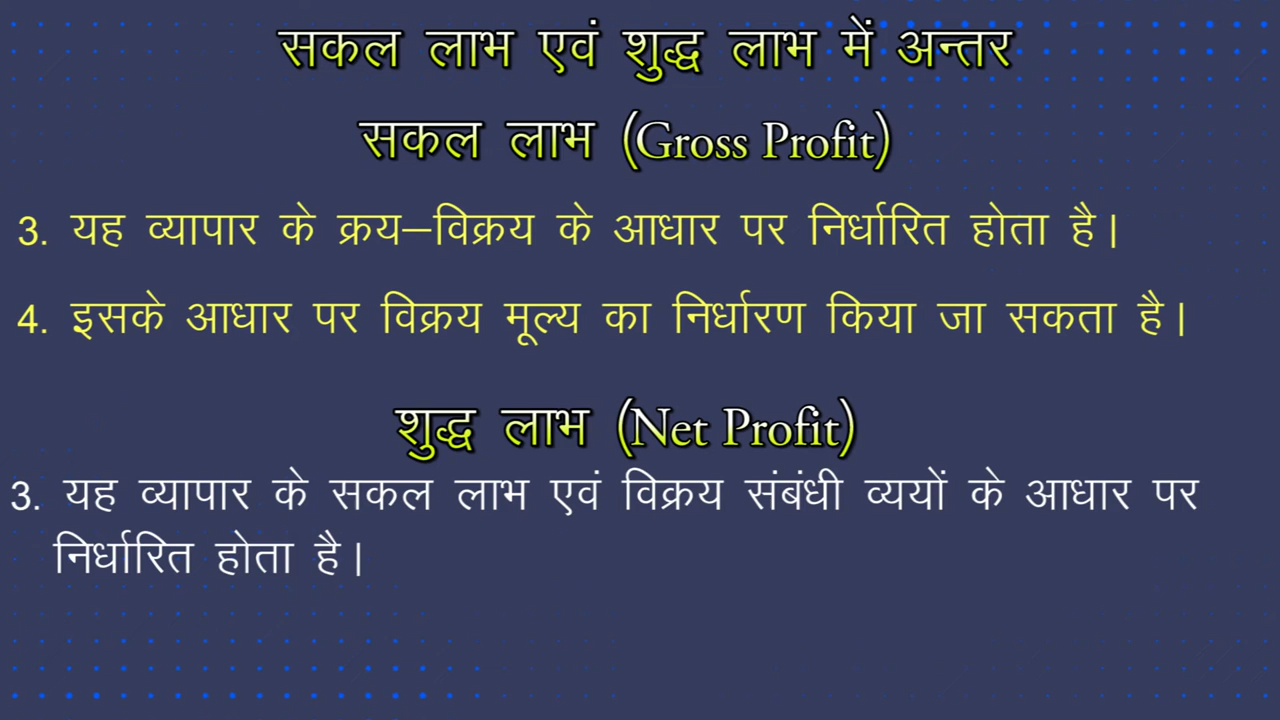 सकल लाभ एवं शुद्ध लाभ में अन्तर
सकल लाभ (Gross Profit)
3. यह व्यापार के क्रय–विक्रय के आधार पर निर्धारित होता है।
4. इसके आधार पर विक्रय मूल्य का निर्धारण किया जा सकता है।
शुद्ध लाभ (Net Profit)
3. यह व्यापार के सकल लाभ एवं विक्रय संबंधी व्ययों के आधार पर
निर्धारित होता है।